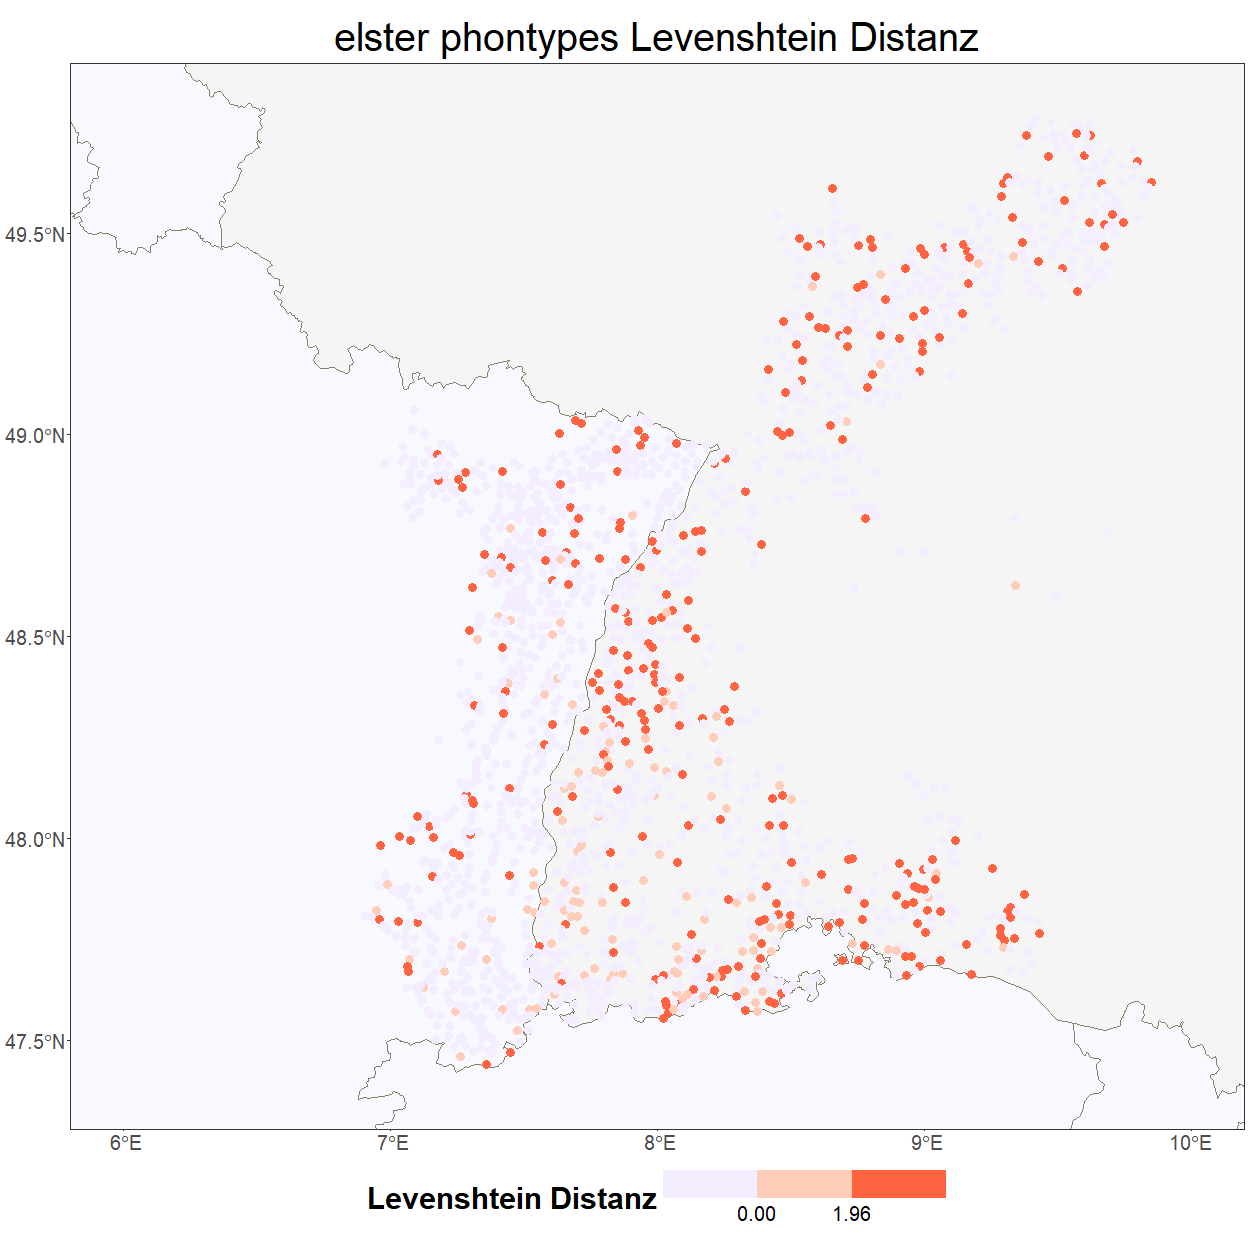 elster phontypes Levenshtein Distanz
49.5°N
49.0°N
48.5°N
48.0°N
47.5°N
6°E
7°E
8°E
9°E
10°E
Levenshtein Distanz
0.00
1.96